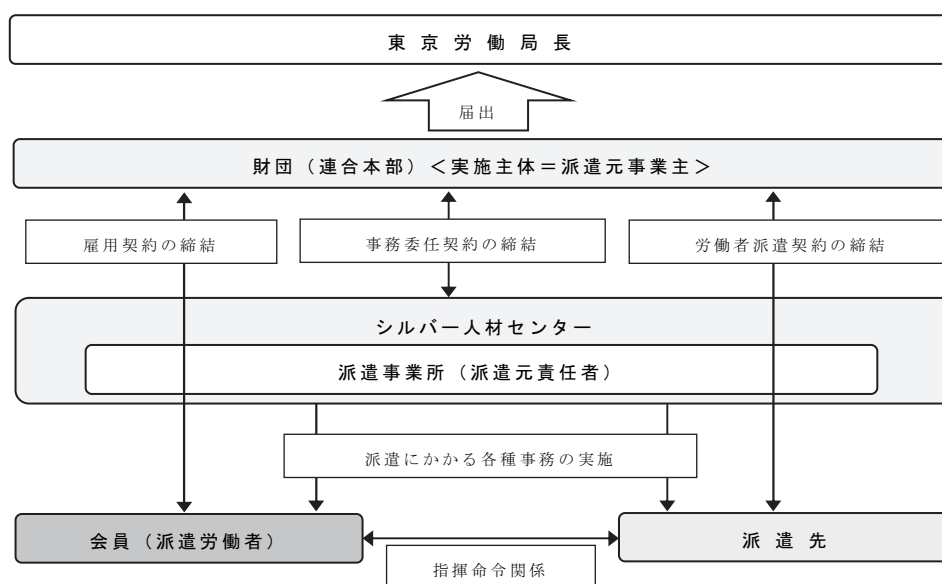 東京労働局長
届出
財団（連合本部）＜実施主体＝派遣元事業主＞
雇用契約の締結
事務委任契約の締結
労働者派遣契約の締結
シルバー人材センター
派遣事業所（派遣元責任者）
派遣にかかる各種事務の実施
会員（派遣労働者）
派遣先
指揮命令関係